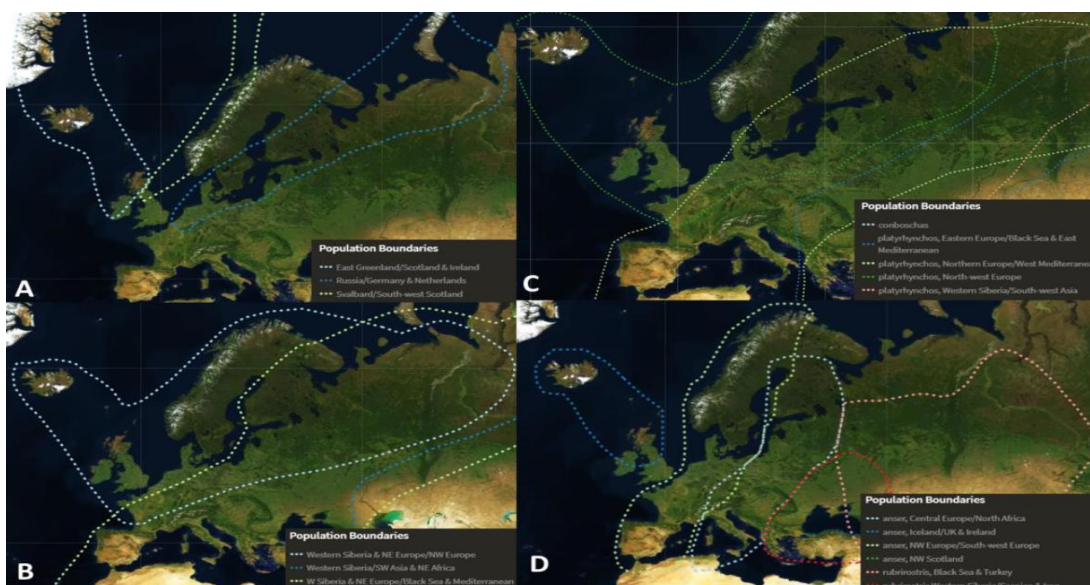 Population Boundaries
East Greenland/Scotland & Ireland
Russia/Germany & Netherlands
Svalbard/South-west Scotland
A
Population Boundaries
conboschas
platyrhynchos, Eastern Europe/Black Sea & East
Mediterranean
platyrhynchos, Northern Europe/West Mediterranean
platyrhynchos, North-west Europe
platyrhynchos, Western Siberia/South-west Asia
C
Population Boundaries
Western Siberia & NE Europe/NW Europe
Western Siberia/SW Asia & NE Africa
W Siberia & NE Europe/Black Sea & Mediterranean
B
Population Boundaries
anser, Central Europe/North Africa
anser, Iceland/UK & Ireland
anser, NW Europe/South-west Europe
anser, NW Scotland
rubrirostris, Black Sea & Turkey
D